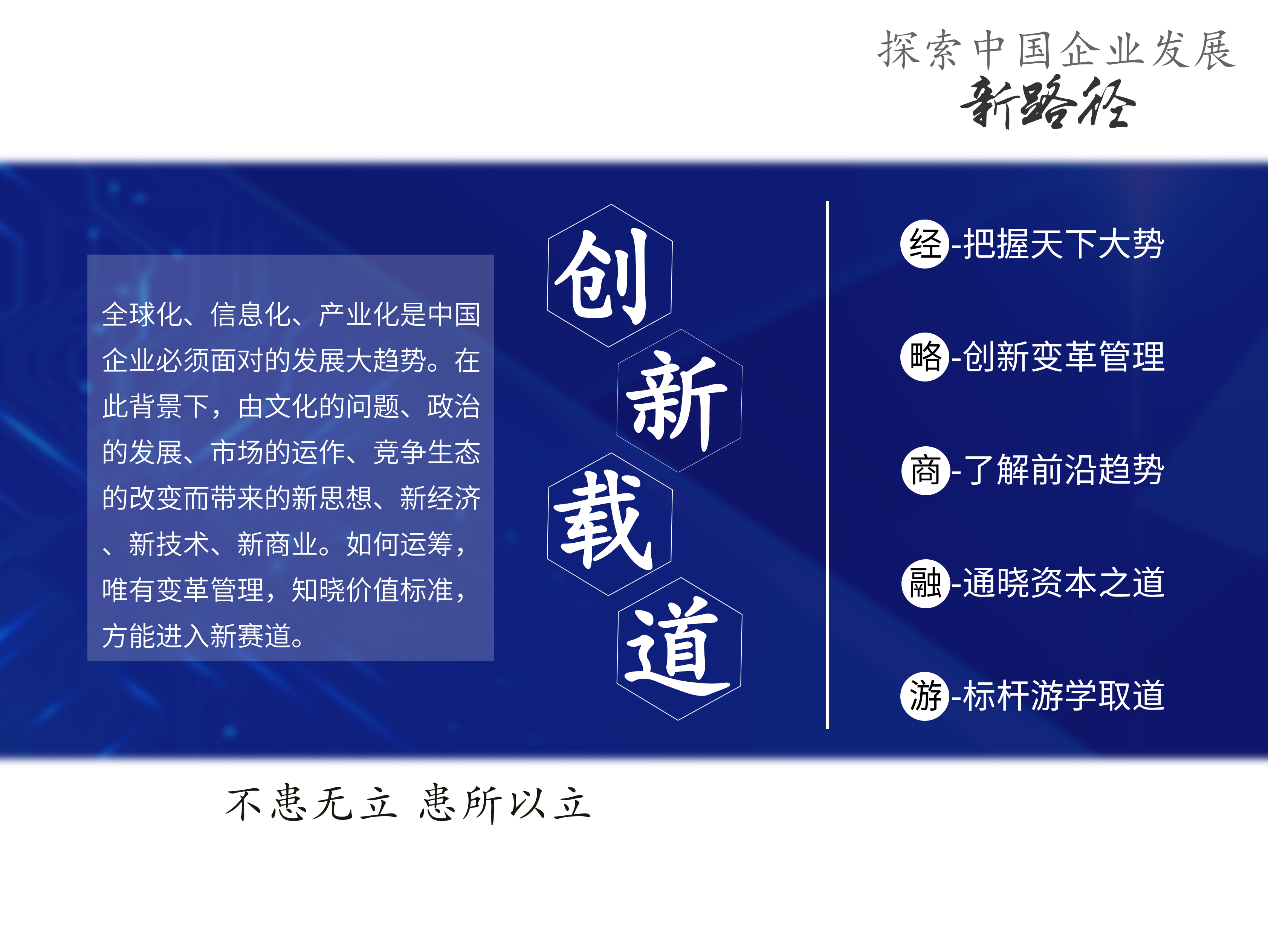 探索中国企业发展
新路径
全球化、信息化、产业化是中国
企业必须面对的发展大趋势。在
此背景下，由文化的问题、政治
的发展、市场的运作、竞争生态
的改变而带来的新思想、新经济
、新技术、新商业。如何运筹，
唯有变革管理，知晓价值标准，
方能进入新赛道。
创
新
载
道
经-把握天下大势
略-创新变革管理
商-了解前沿趋势
融-通晓资本之道
游-标杆游学取道
不患无立 患所以立